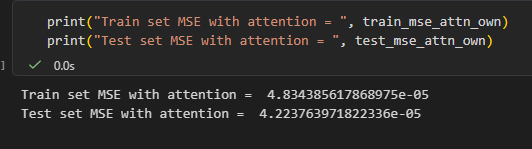 print("Train set MSE with attention = ", train_mse_attn_own)
print("Test set MSE with attention = ", test_mse_attn_own)
]
0.0s
Train set MSE with attention =  4.834385617868975e-05
Test set MSE with attention =  4.223763971822336e-05